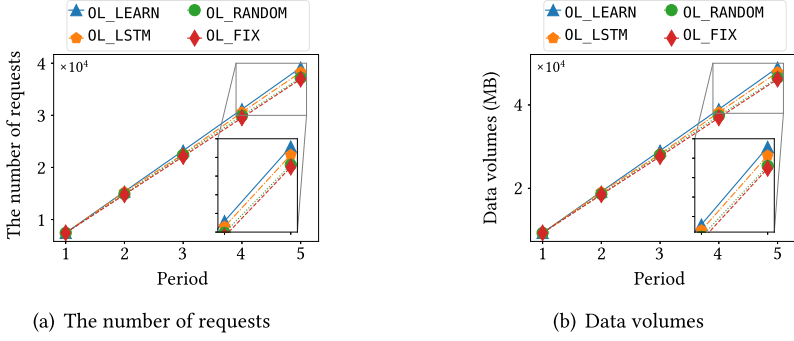 OL_LEARN OL_RANDOM
OL_LSTM OL_FIX
×10⁴
The number of requests
4
3
2
1
1 2 3 4 5
Period
(a) The number of requests
OL_LEARN OL_RANDOM
OL_LSTM OL_FIX
×10⁴
Data volumes (MB)
4
2
1 2 3 4 5
Period
(b) Data volumes